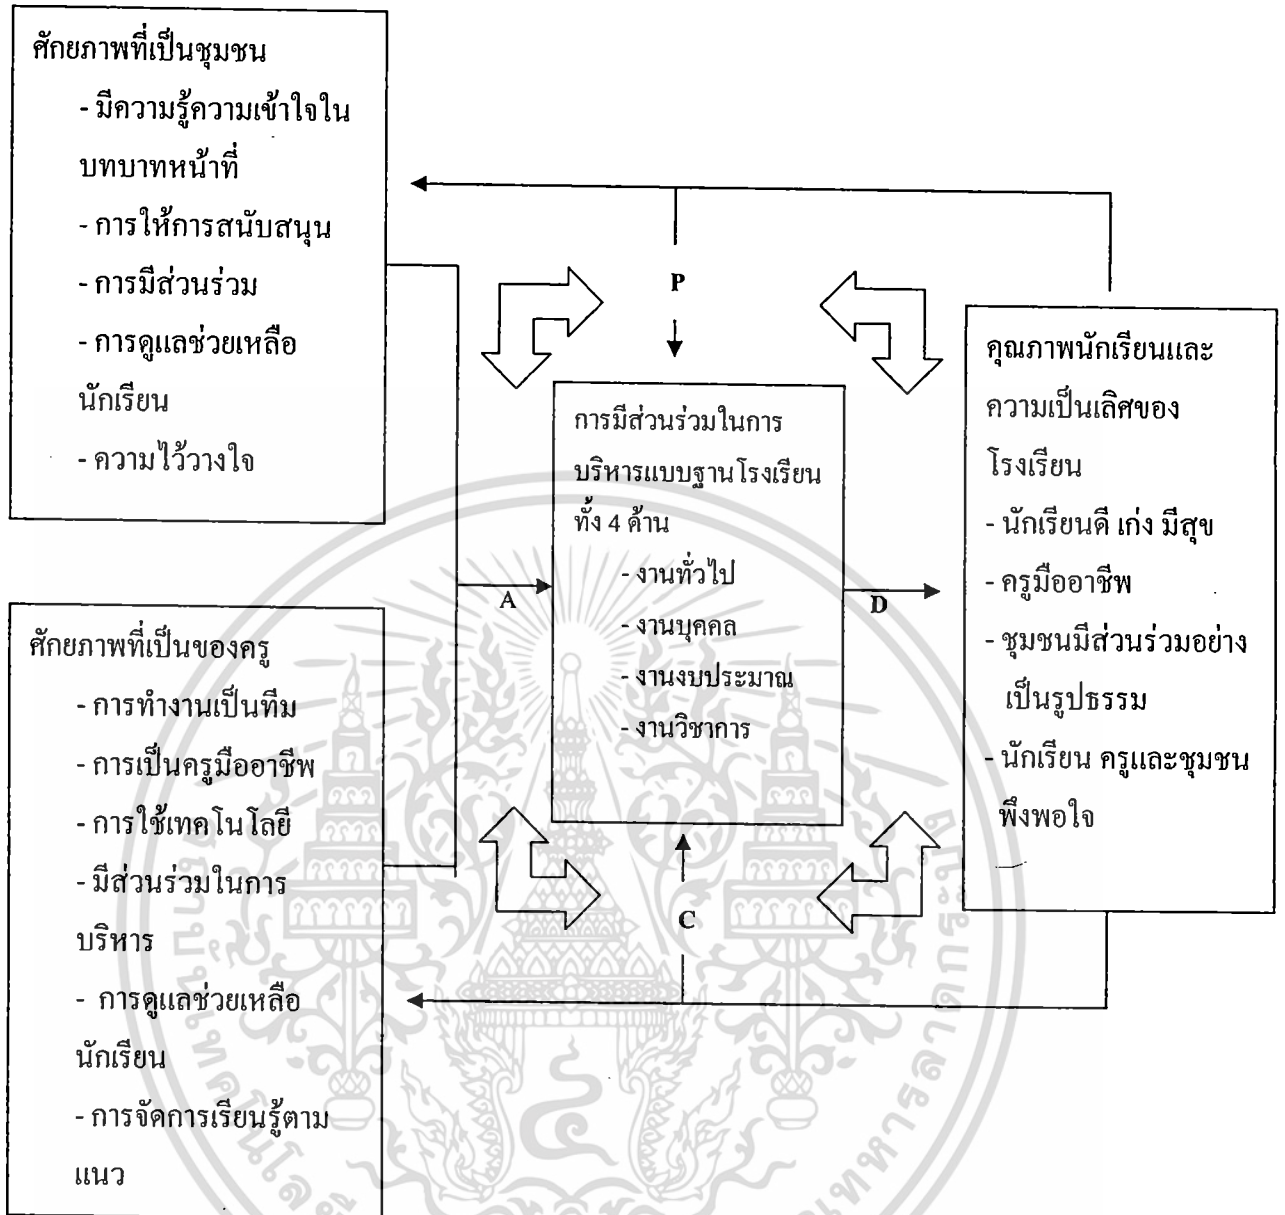 ศักยภาพที่เป็นชุมชน
- มีความรู้ความเข้าใจใน
บทบาทหน้าที่
- การให้การสนับสนุน
- การมีส่วนร่วม
- การดูแลช่วยเหลือ
นักเรียน
- ความไว้วางใจ
ศักยภาพที่เป็นของครู
- การทำงานเป็นทีม
- การเป็นครูมืออาชีพ
- การใช้เทคโนโลยี
- มีส่วนร่วมในการ
บริหาร
- การดูแลช่วยเหลือ
นักเรียน
- การจัดการเรียนรู้ตาม
แนว
P
A
การมีส่วนร่วมในการ
บริหารแบบฐานโรงเรียน
ทั้ง 4 ด้าน
- งานทั่วไป
- งานบุคคล
- งานงบประมาณ
- งานวิชาการ
D
C
คุณภาพนักเรียนและ
ความเป็นเลิศของ
โรงเรียน
- นักเรียนดี เก่ง มีสุข
- ครูมืออาชีพ
- ชุมชนมีส่วนร่วมอย่าง
เป็นรูปธรรม
- นักเรียน ครูและชุมชน
พึงพอใจ